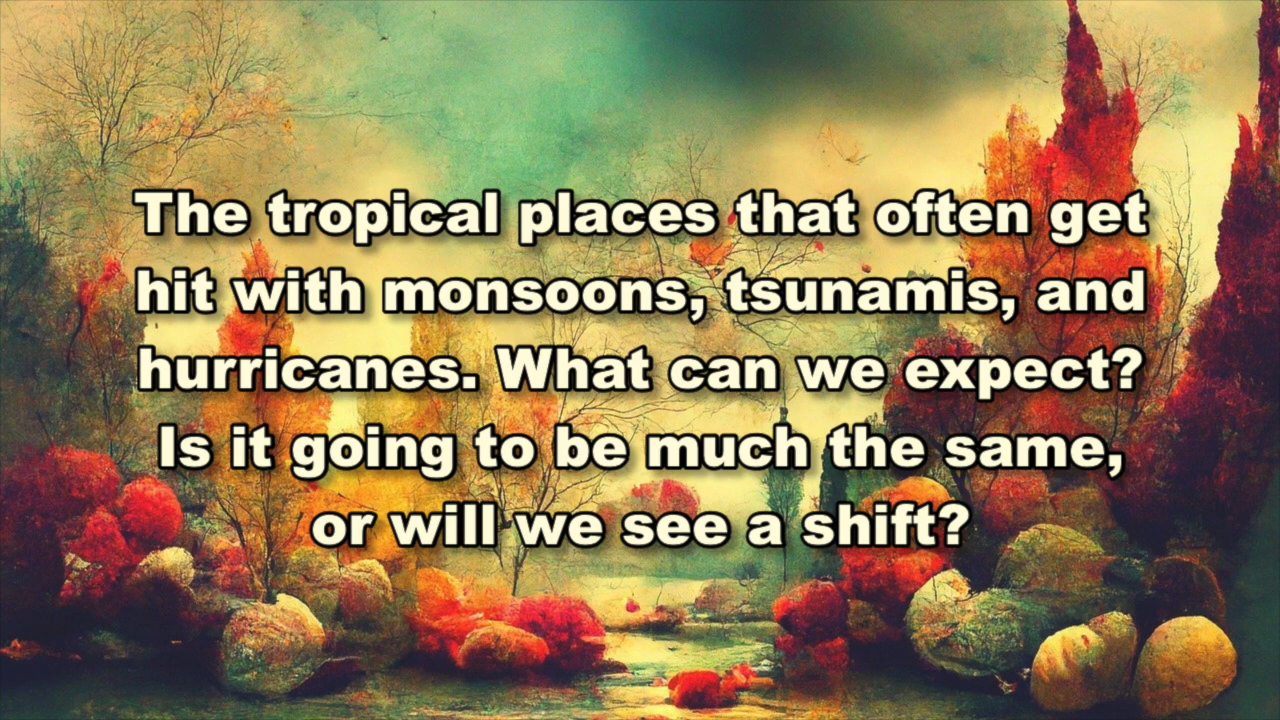 The tropical places that often get
hit with monsoons, tsunamis, and
hurricanes. What can we expect?
Is it going to be much the same,
or will we see a shift?